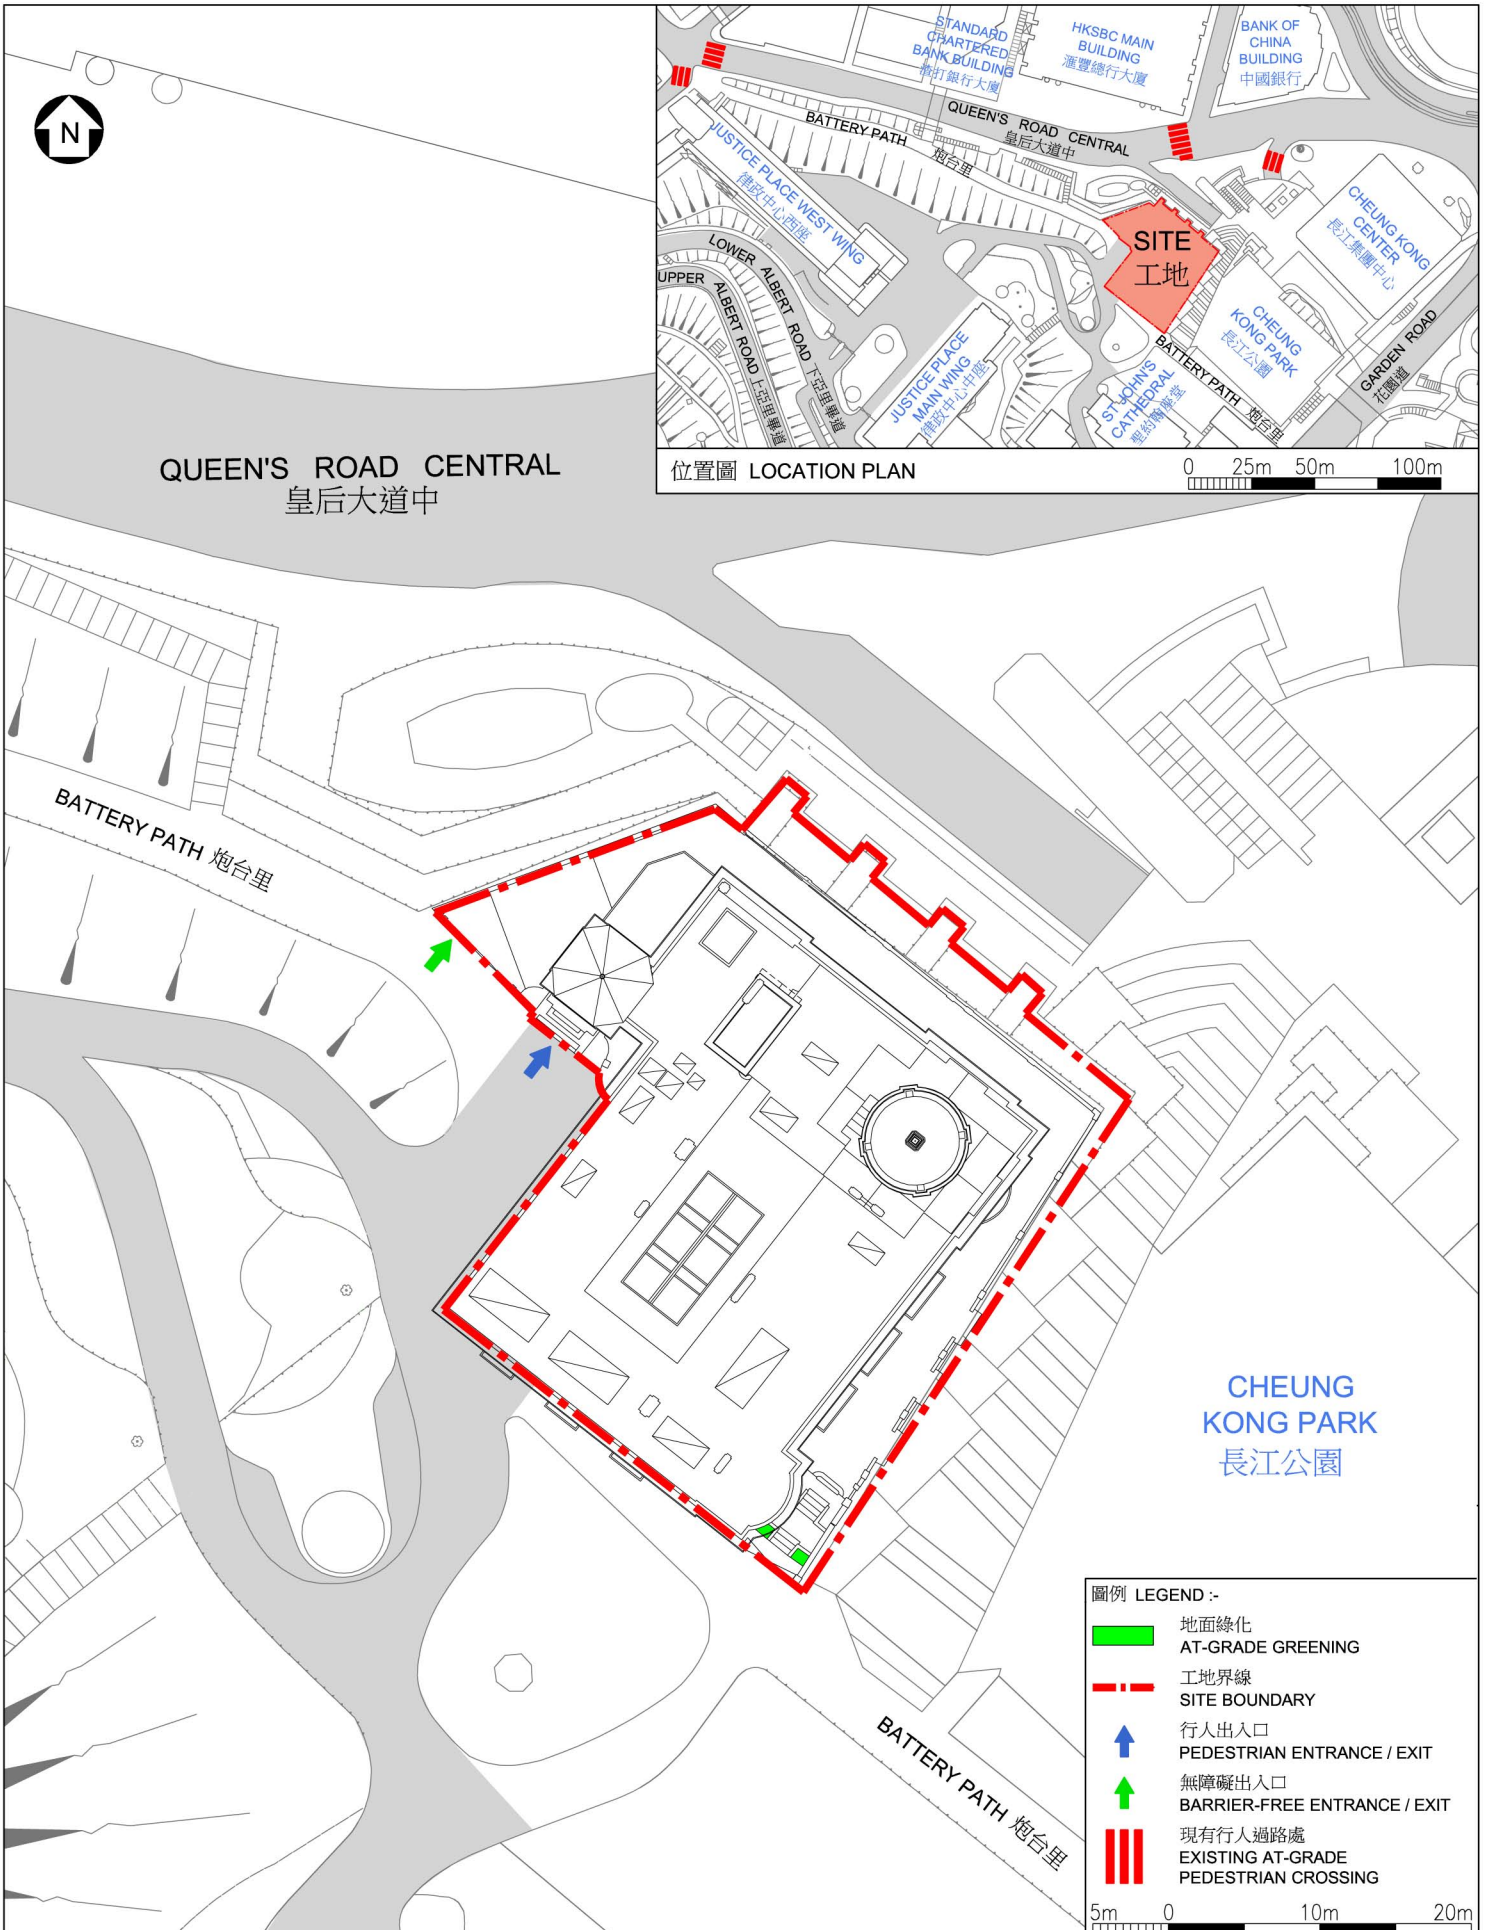 N
STANDARD
CHARTERED
BANK BUILDING
渣打銀行大廈
HKSBC MAIN
BUILDING
滙豐總行大廈
BANK OF
CHINA
BUILDING
中國銀行
QUEEN'S ROAD CENTRAL
皇后大道中
BATTERY PATH 炮台里
JUSTICE PLACE WEST WING
律政中心西座
LOWER ALBERT ROAD 下亞厘畢道
UPPER ALBERT ROAD 上亞厘畢道
SITE
工地
CHEUNG KONG
CENTER
長江集團中心
CHEUNG
KONG PARK
長江公園
GARDEN ROAD
花園道
JUSTICE PLACE
MAIN WING
律政中心中座
ST JOHN'S
CATHEDRAL
聖約翰座堂
BATTERY PATH 炮台里
位置圖 LOCATION PLAN
0 25m 50m 100m
QUEEN'S ROAD CENTRAL
皇后大道中
BATTERY PATH 炮台里
CHEUNG
KONG PARK
長江公園
BATTERY PATH 炮台里
圖例 LEGEND :-
地面綠化
AT-GRADE GREENING
工地界線
SITE BOUNDARY
行人出入口
PEDESTRIAN ENTRANCE / EXIT
無障礙出入口
BARRIER-FREE ENTRANCE / EXIT
現有行人過路處
EXISTING AT-GRADE
PEDESTRIAN CROSSING
5m 0 10m 20m